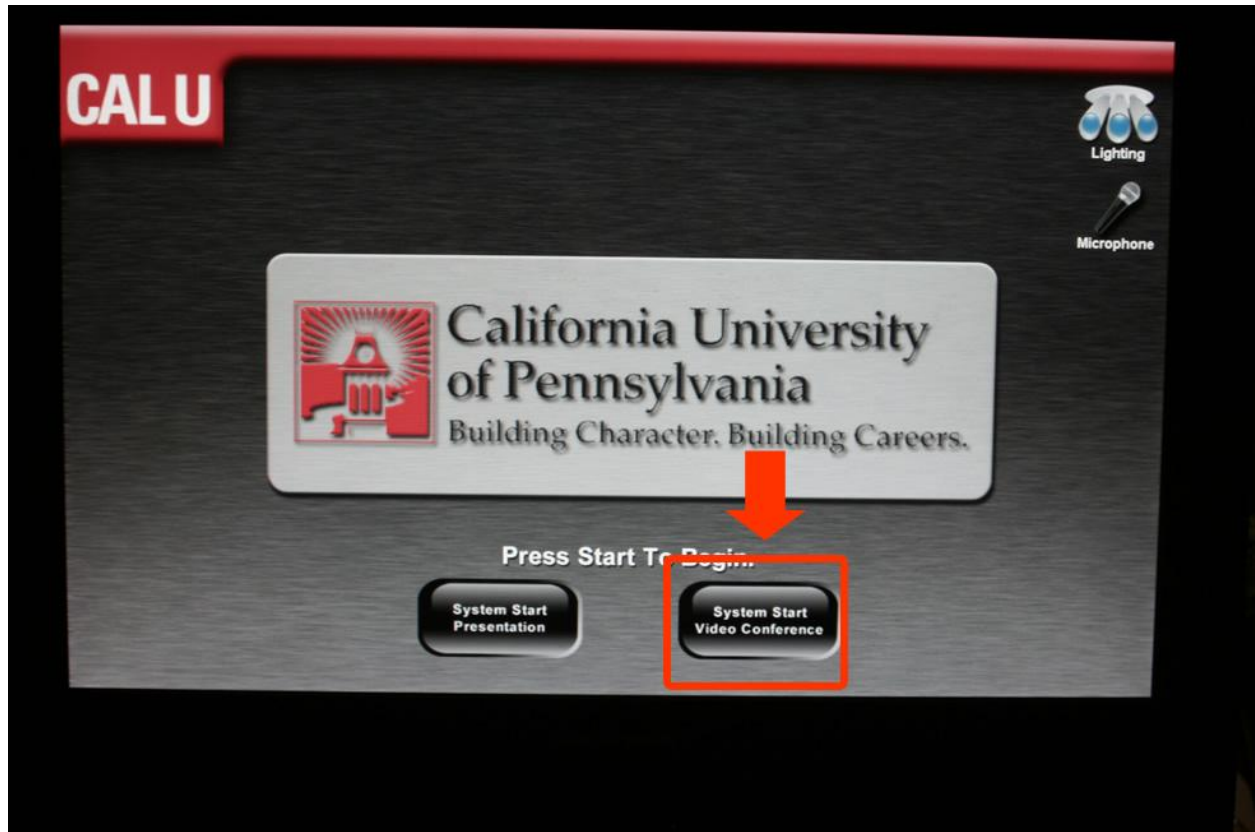 CAL U
Lighting
Microphone
California University
of Pennsylvania
Building Character. Building Careers.
Press Start To Begin.
System Start
Presentation
System Start
Video Conference